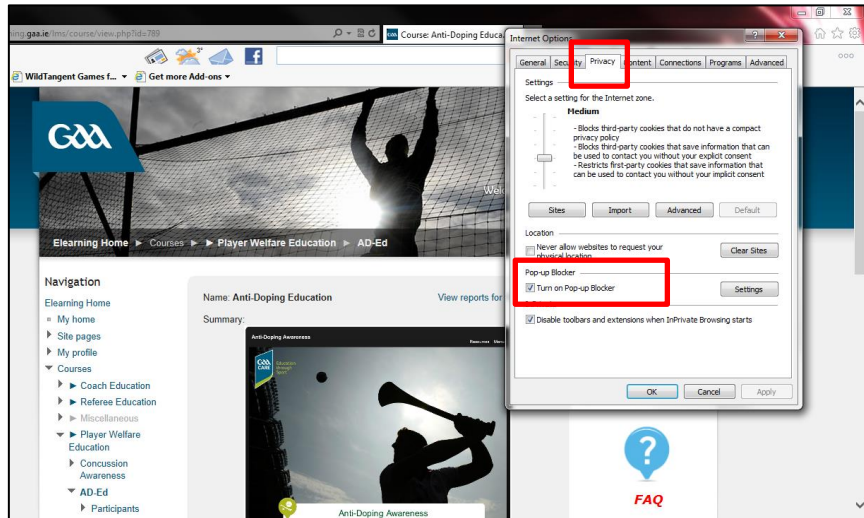 ning.gaa.ie/lms/course/view.php?id=789
Course: Anti-Doping Educa...
WildTangent Games f...
Get more Add-ons
3°
GAA
Welc
Elearning Home ► Courses ► ► Player Welfare Education ► AD-Ed
Navigation
Elearning Home
My home
Site pages
My profile
Courses
► Coach Education
► Referee Education
► Miscellaneous
► Player Welfare
Education
Concussion
Awareness
AD-Ed
Participants
Name: Anti-Doping Education
View reports for
Summary:
Anti-Doping Awareness
Resources
GAA
CARE
Education
through
Sport
Anti-Doping Awareness
Internet Options
General Security Privacy Content Connections Programs Advanced
Settings
Select a setting for the Internet zone.
Medium
- Blocks third-party cookies that do not have a compact
privacy policy
- Blocks third-party cookies that save information that can
be used to contact you without your explicit consent
- Restricts first-party cookies that save information that
can be used to contact you without your implicit consent
Sites Import Advanced Default
Location
Never allow websites to request your
physical location
Clear Sites
Pop-up Blocker
Turn on Pop-up Blocker
Settings
Disable toolbars and extensions when InPrivate Browsing starts
OK Cancel Apply
?
FAQ